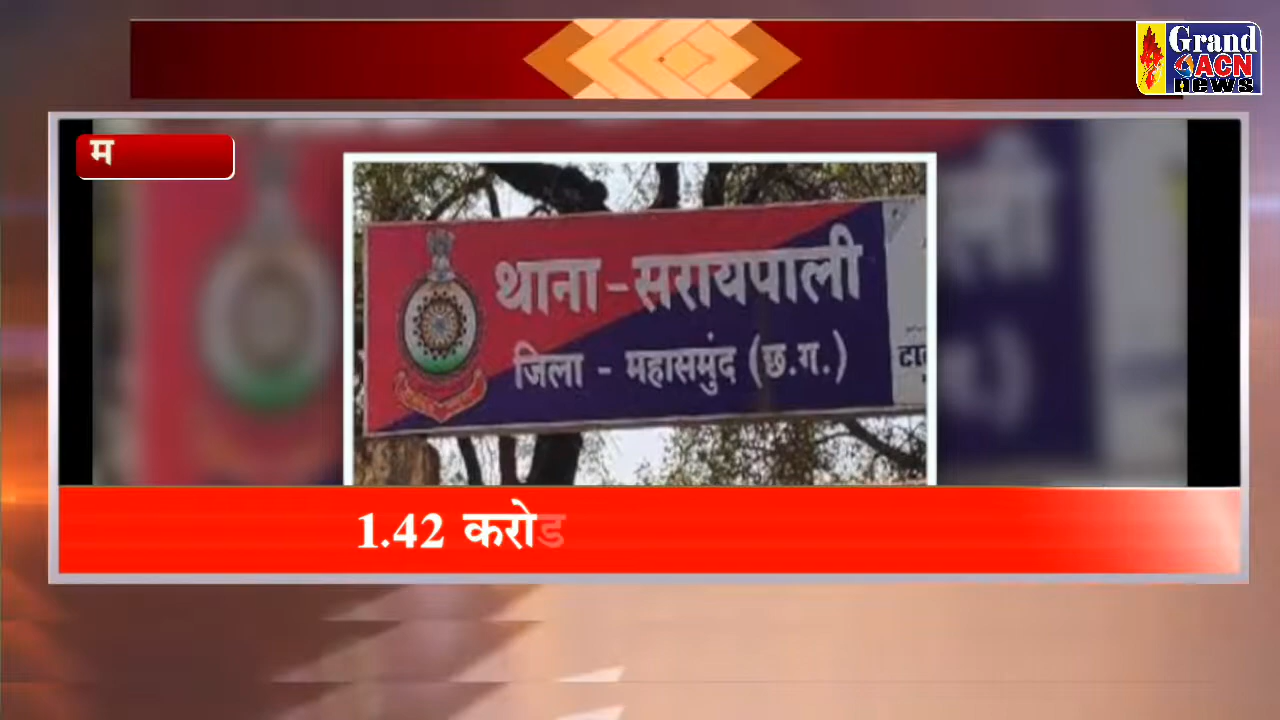 Grand
ACN
news
म
थाना-सरायपाली
जिला - महासमुंद (छ.ग.)
1.42 करोड